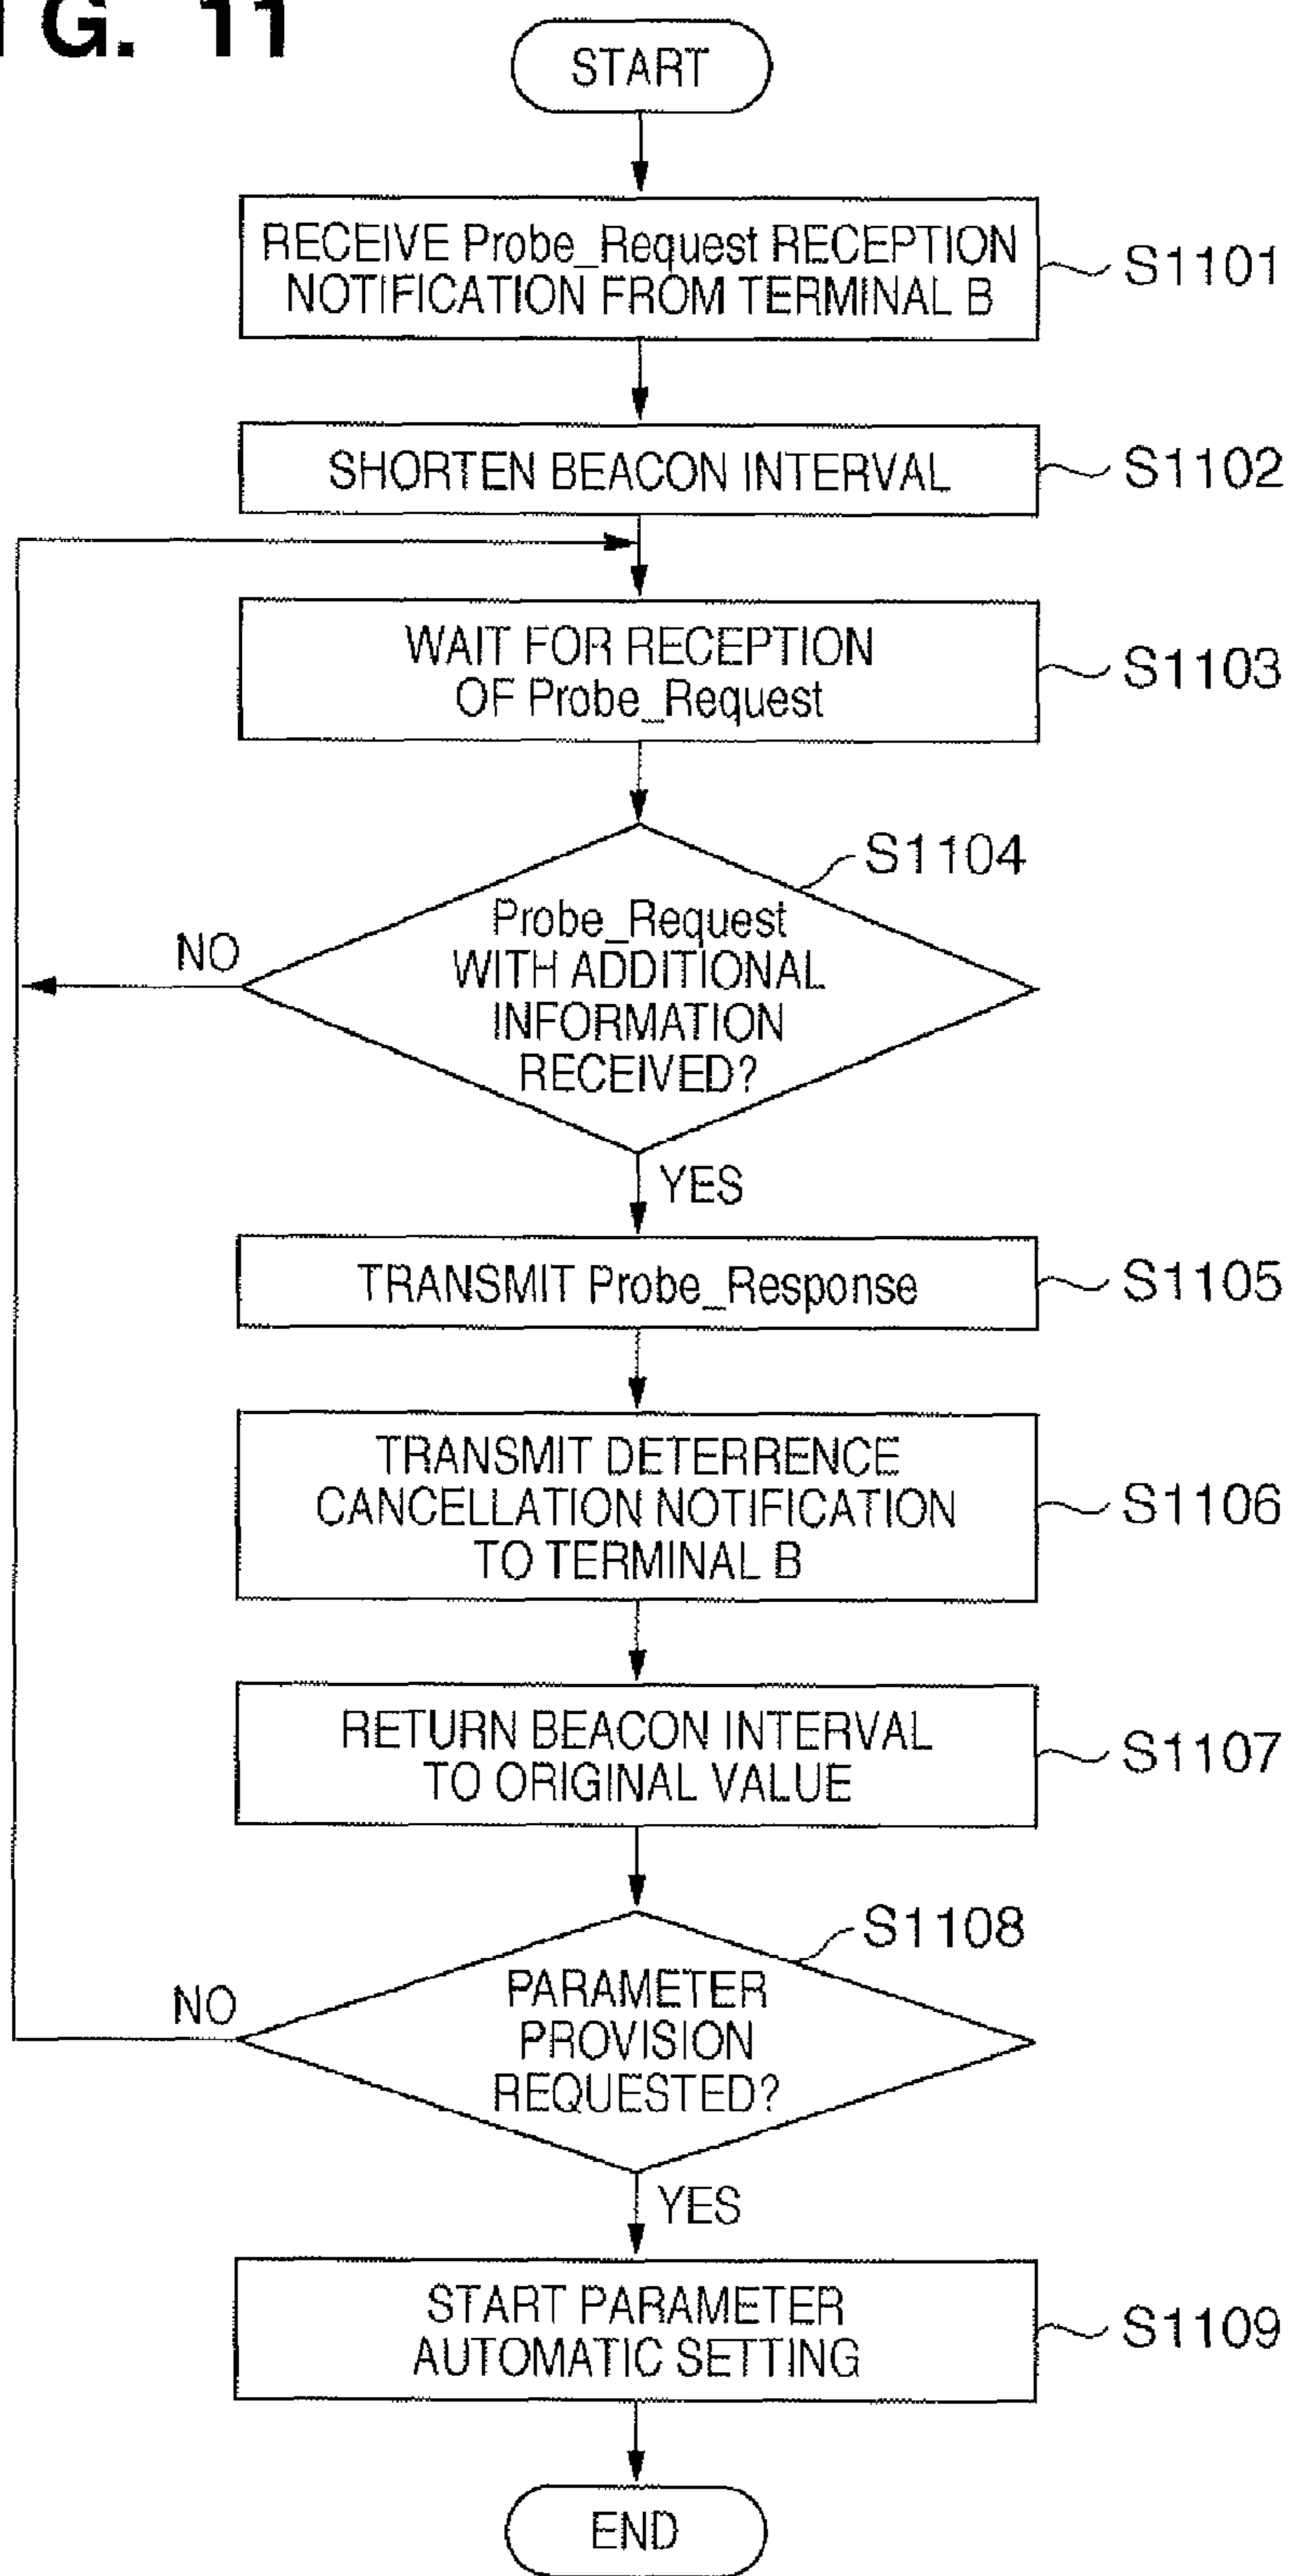 G. 11
START
RECEIVE Probe_Request RECEPTION
NOTIFICATION FROM TERMINAL B
S1101
SHORTEN BEACON INTERVAL
S1102
WAIT FOR RECEPTION
OF Probe_Request
S1103
S1104
Probe_Request
WITH ADDITIONAL
INFORMATION
RECEIVED?
NO
YES
TRANSMIT Probe_Response
S1105
TRANSMIT DETERRENCE
CANCELLATION NOTIFICATION
TO TERMINAL B
S1106
RETURN BEACON INTERVAL
TO ORIGINAL VALUE
S1107
S1108
PARAMETER
PROVISION
REQUESTED?
NO
YES
START PARAMETER
AUTOMATIC SETTING
S1109
END